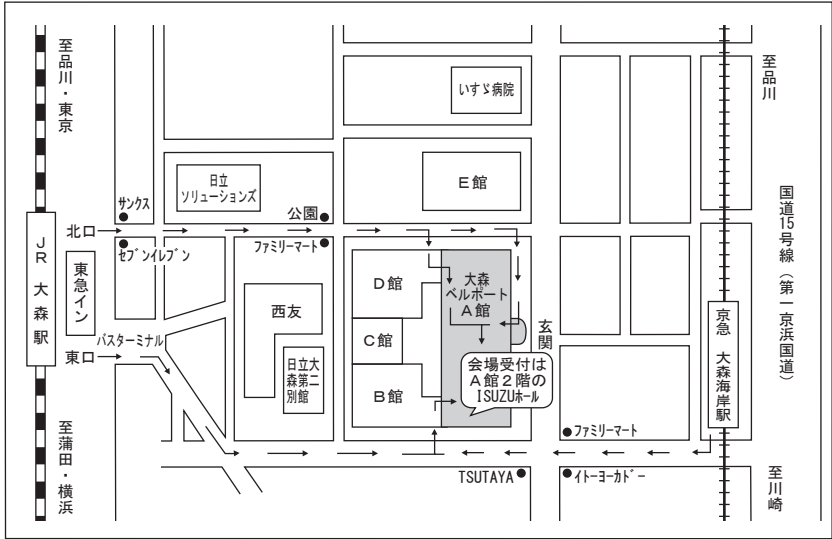 至品川・東京
至品川
いすゞ病院
国道15号線（第一京浜国道）
日立
ソリューションズ
E館
サンクス
公園
北口
セブンイレブン
ファミリーマート
JR 大森駅
東急イン
D館
大森
ベルポート
A館
西友
C館
玄関
京急 大森海岸駅
バスターミナル
東口
日立大
森第二
別館
B館
会場受付は
A館2階の
ISUZUホール
至蒲田・横浜
ファミリーマート
TSUTAYA
イトーヨーカドー
至川崎